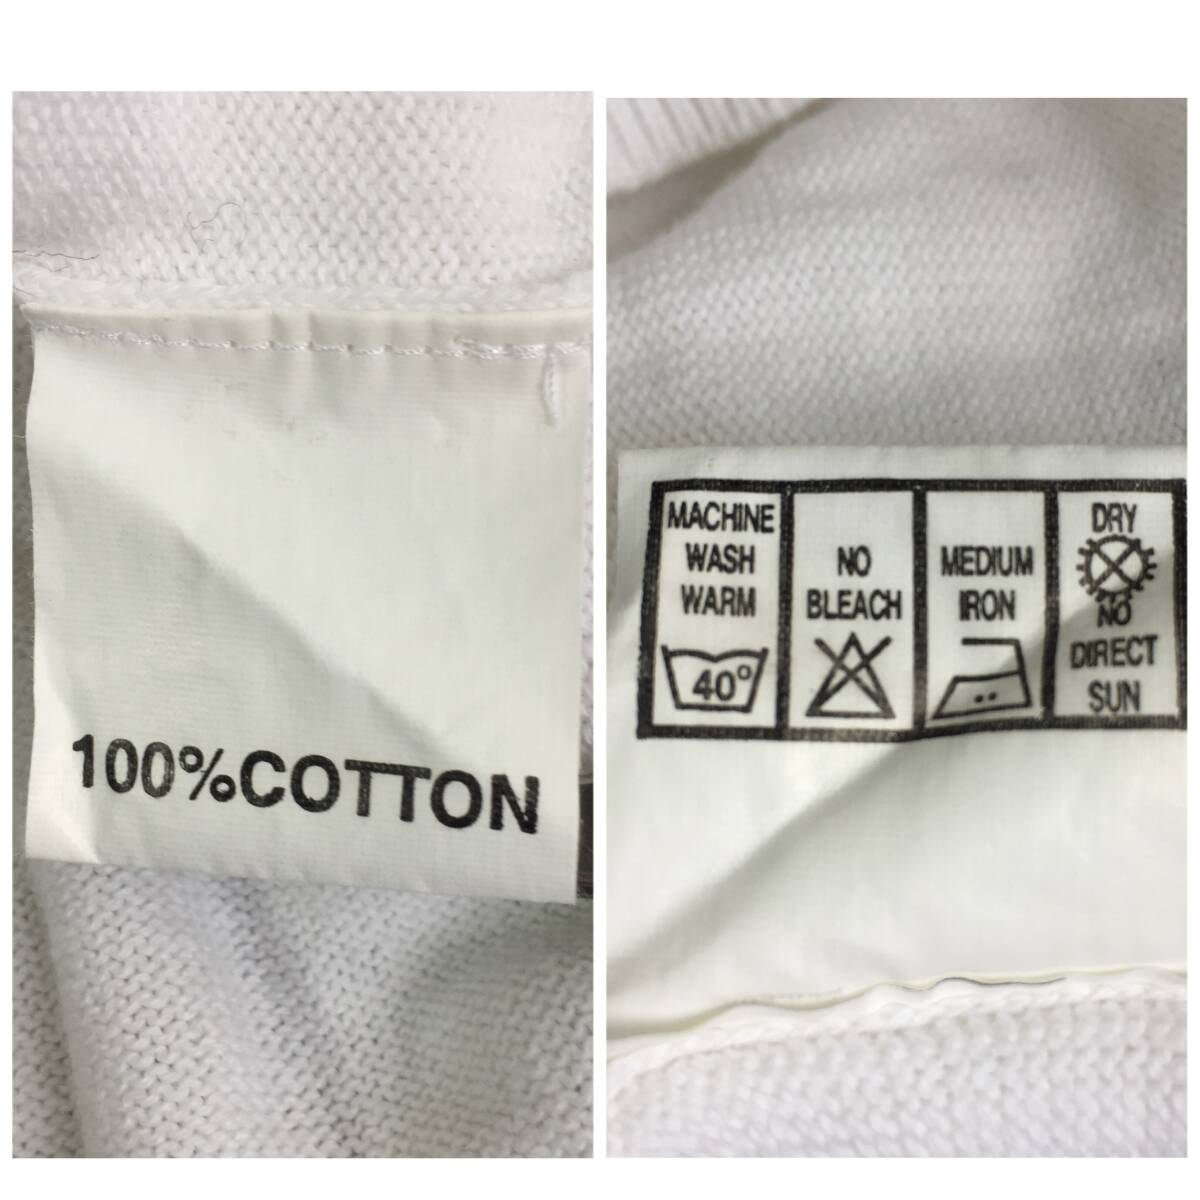 100%COTTON
MACHINE
WASH
WARM
40°
NO
BLEACH
MEDIUM
IRON
DRY
NO
DIRECT
SUN